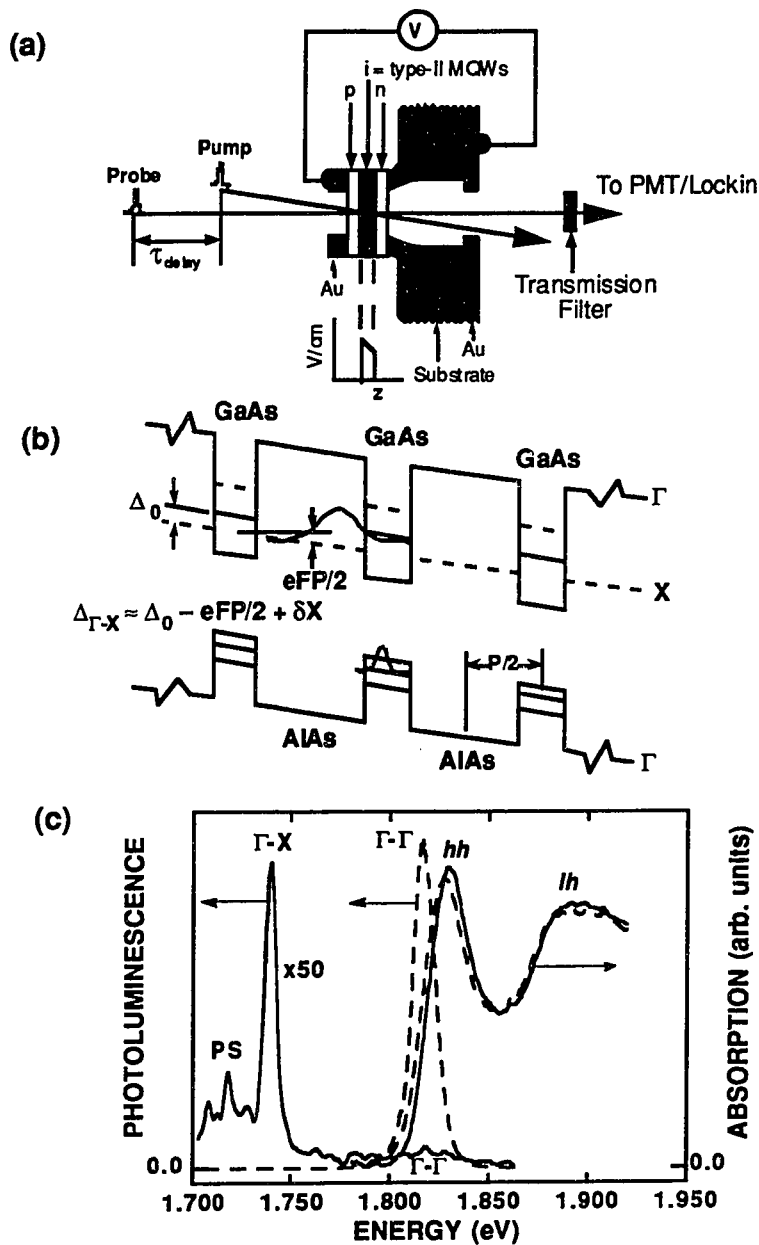 (a)
V
i = type-II MQWs
p
n
Pump
Probe
To PMT/Lockin
τdelay
Au
Transmission
Filter
V/cm
Au
Substrate
z
(b)
GaAs
GaAs
GaAs
Γ
Δ0
eFP/2
X
ΔΓ-X ≈ Δ0 − eFP/2 + δX
P/2
AlAs
AlAs
Γ
(c)
Γ-X
Γ-Γ
hh
lh
x50
PS
Γ-Γ
PHOTOLUMINESCENCE
ABSORPTION (arb. units)
0.0
0.0
1.700 1.750 1.800 1.850 1.900 1.950
ENERGY (eV)